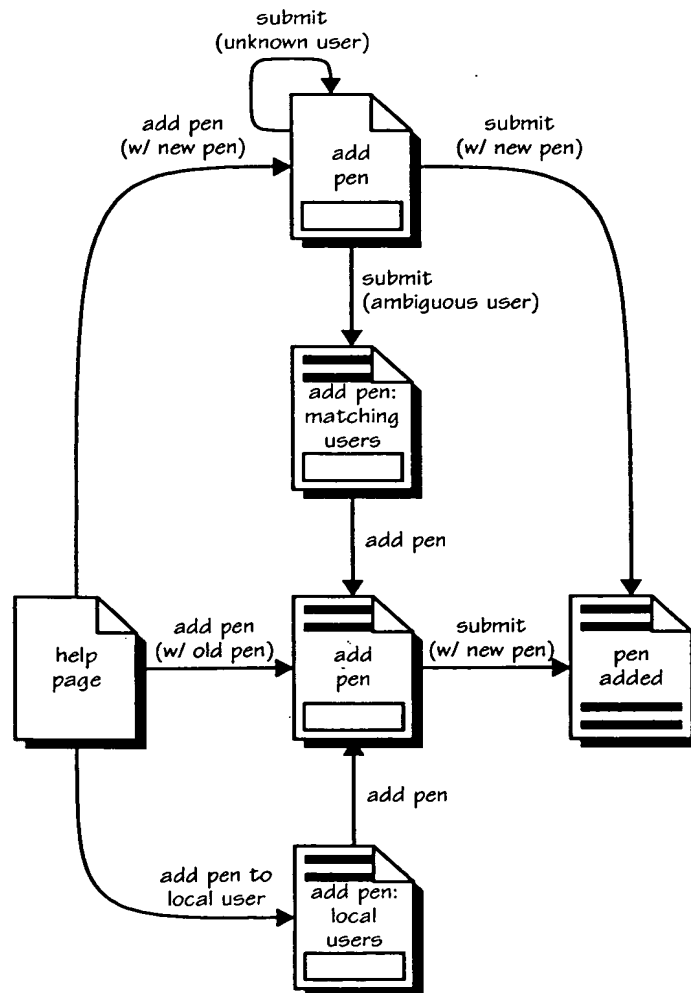 submit
(unknown user)
add pen
(w/ new pen)
submit
(w/ new pen)
add
pen
submit
(ambiguous user)
add pen:
matching
users
add pen
help
page
add pen
(w/ old pen)
add
pen
submit
(w/ new pen)
pen
added
add pen
add pen to
local user
add pen:
local
users